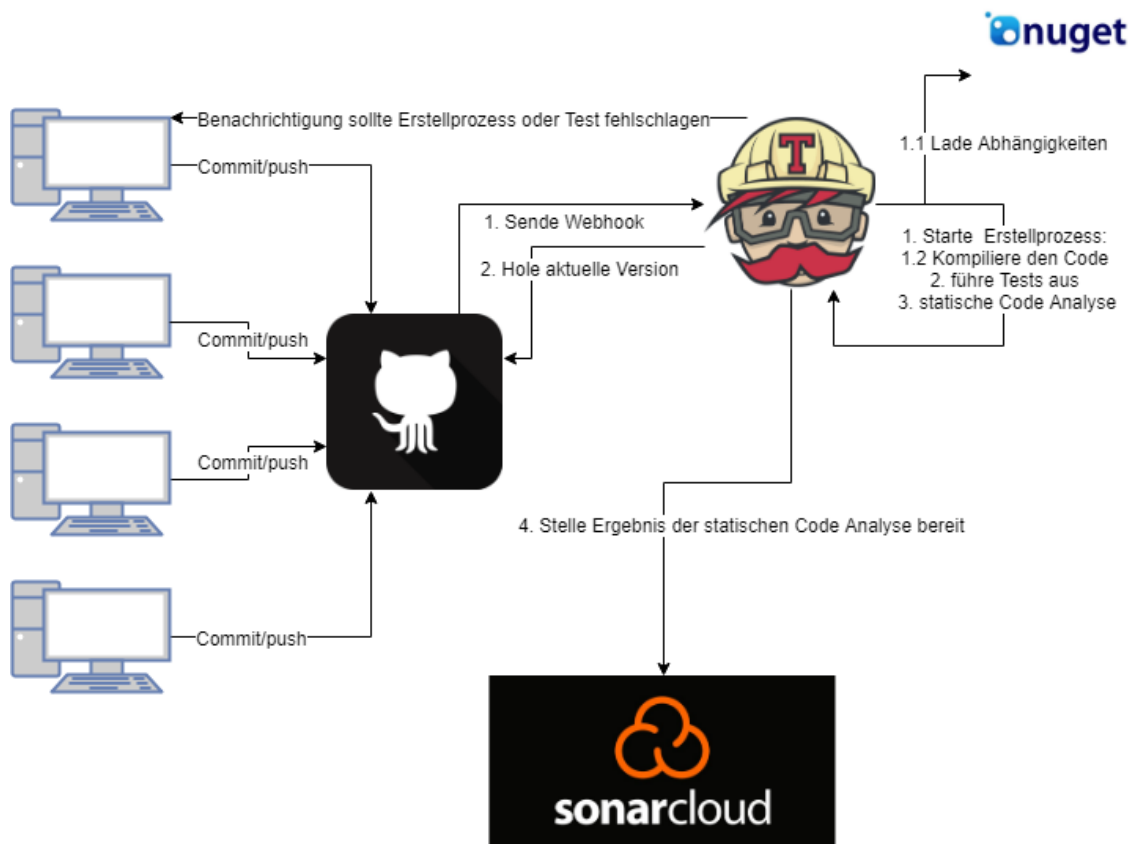 nuget
Benachrichtigung sollte Erstellprozess oder Test fehlschlagen
Commit/push
1.1 Lade Abhängigkeiten
T
1. Sende Webhook
2. Hole aktuelle Version
1. Starte Erstellprozess:
1.2 Kompiliere den Code
2. führe Tests aus
3. statische Code Analyse
Commit/push
Commit/push
4. Stelle Ergebnis der statischen Code Analyse bereit
Commit/push
sonarcloud